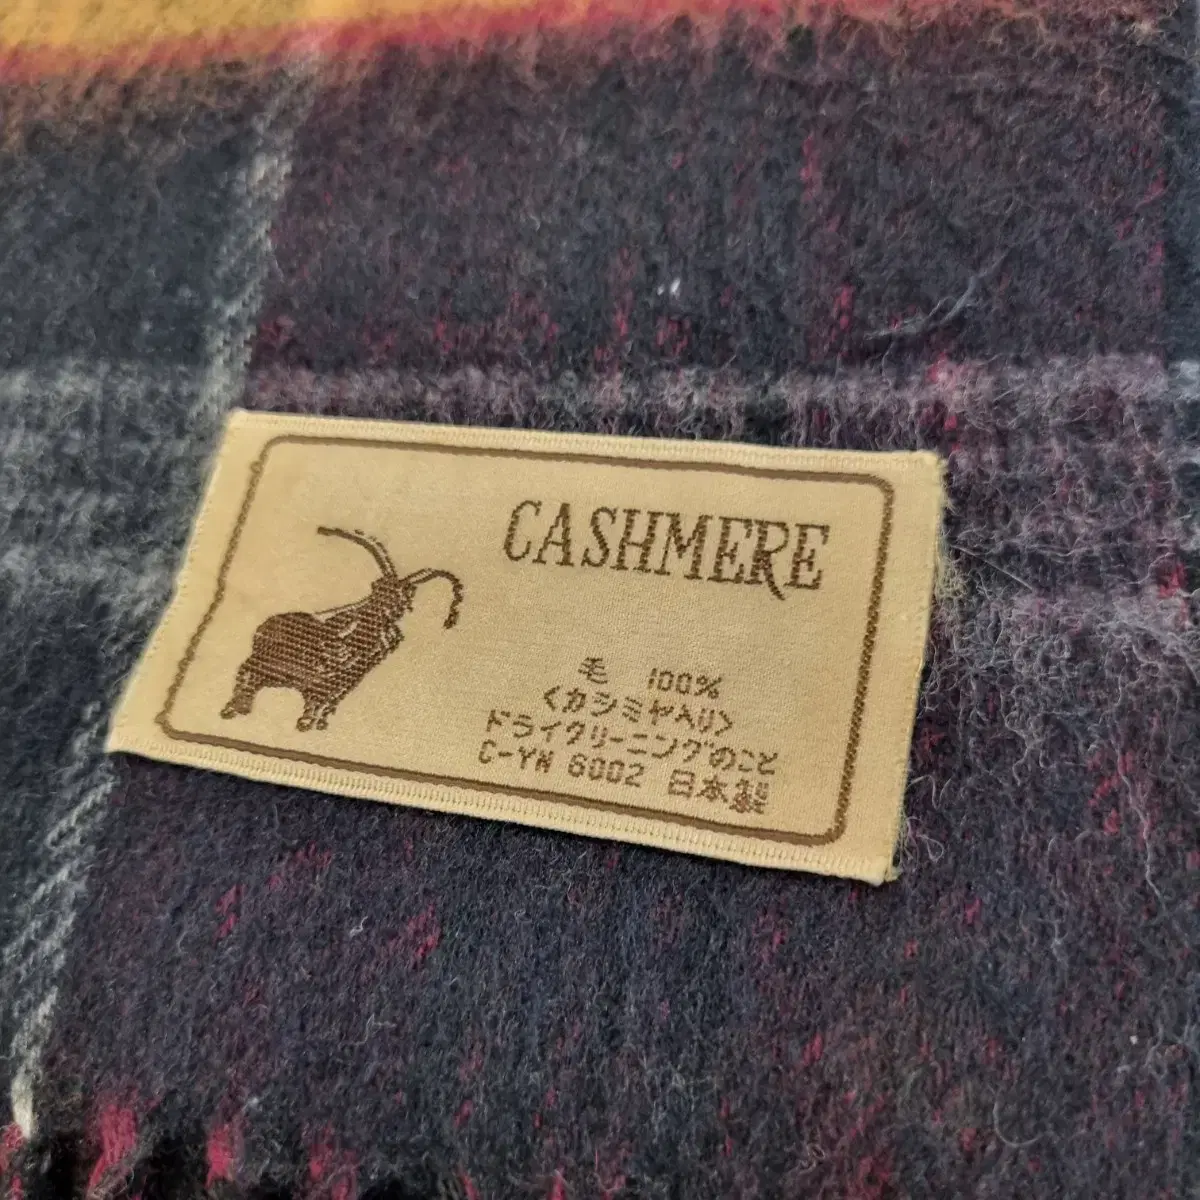 CASHMERE
毛 100%
<カシミヤ入り>
ドライクリーニングのこと
C-YN 6002 日本製